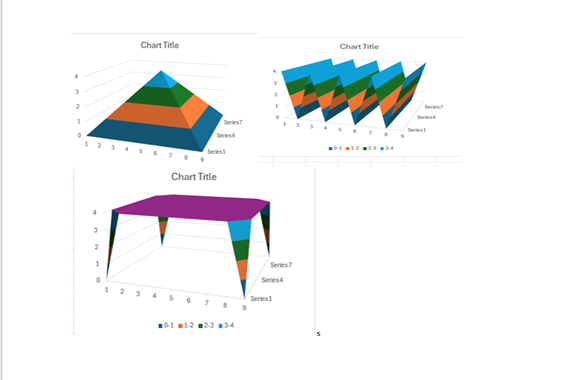 Chart Title
4
3
2
1
0
1 2 3 4 5 6 7 8 9
Series7
Series4
Series1
Chart Title
4
3
2
1
0
1 2 3 4 5 6 7 8 9
Series7
Series4
Series1
0-1 1-2 2-3 3-4
Chart Title
4
3
2
1
0
1 2 3 4 5 6 7 8 9
Series7
Series4
Series1
0-1 1-2 2-3 3-4
s